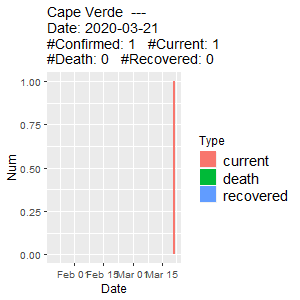 Cape Verde  ---
Date: 2020-03-21
#Confirmed: 1   #Current: 1
#Death: 0   #Recovered: 0
1.00
0.75
0.50
0.25
0.00
Num
Feb 01 Feb 15 Mar 01 Mar 15
Date
Type
current
death
recovered